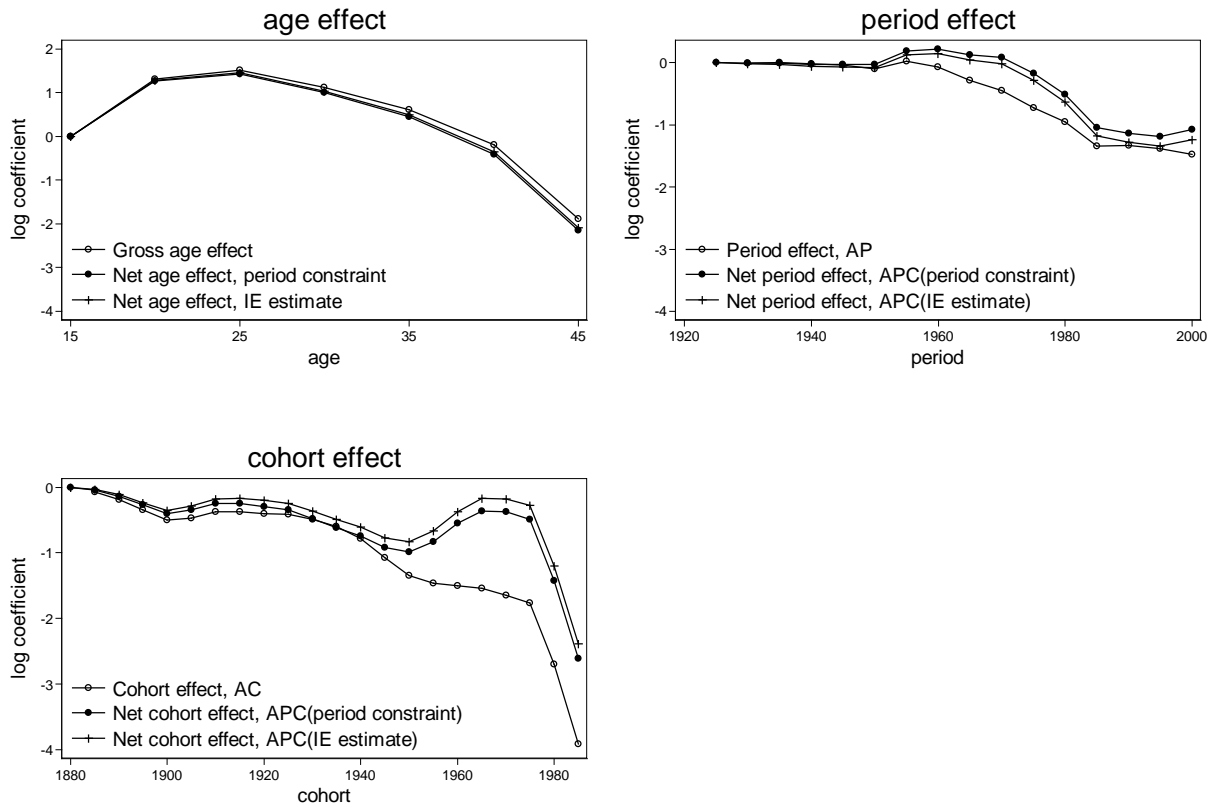 age effect
2
1
0
-1
-2
-3
-4
log coefficient
Gross age effect
Net age effect, period constraint
Net age effect, IE estimate
15
25
35
45
age
period effect
0
-1
-2
-3
-4
log coefficient
Period effect, AP
Net period effect, APC(period constraint)
Net period effect, APC(IE estimate)
1920
1940
1960
1980
2000
period
cohort effect
0
-1
-2
-3
-4
log coefficient
Cohort effect, AC
Net cohort effect, APC(period constraint)
Net cohort effect, APC(IE estimate)
1880
1900
1920
1940
1960
1980
cohort